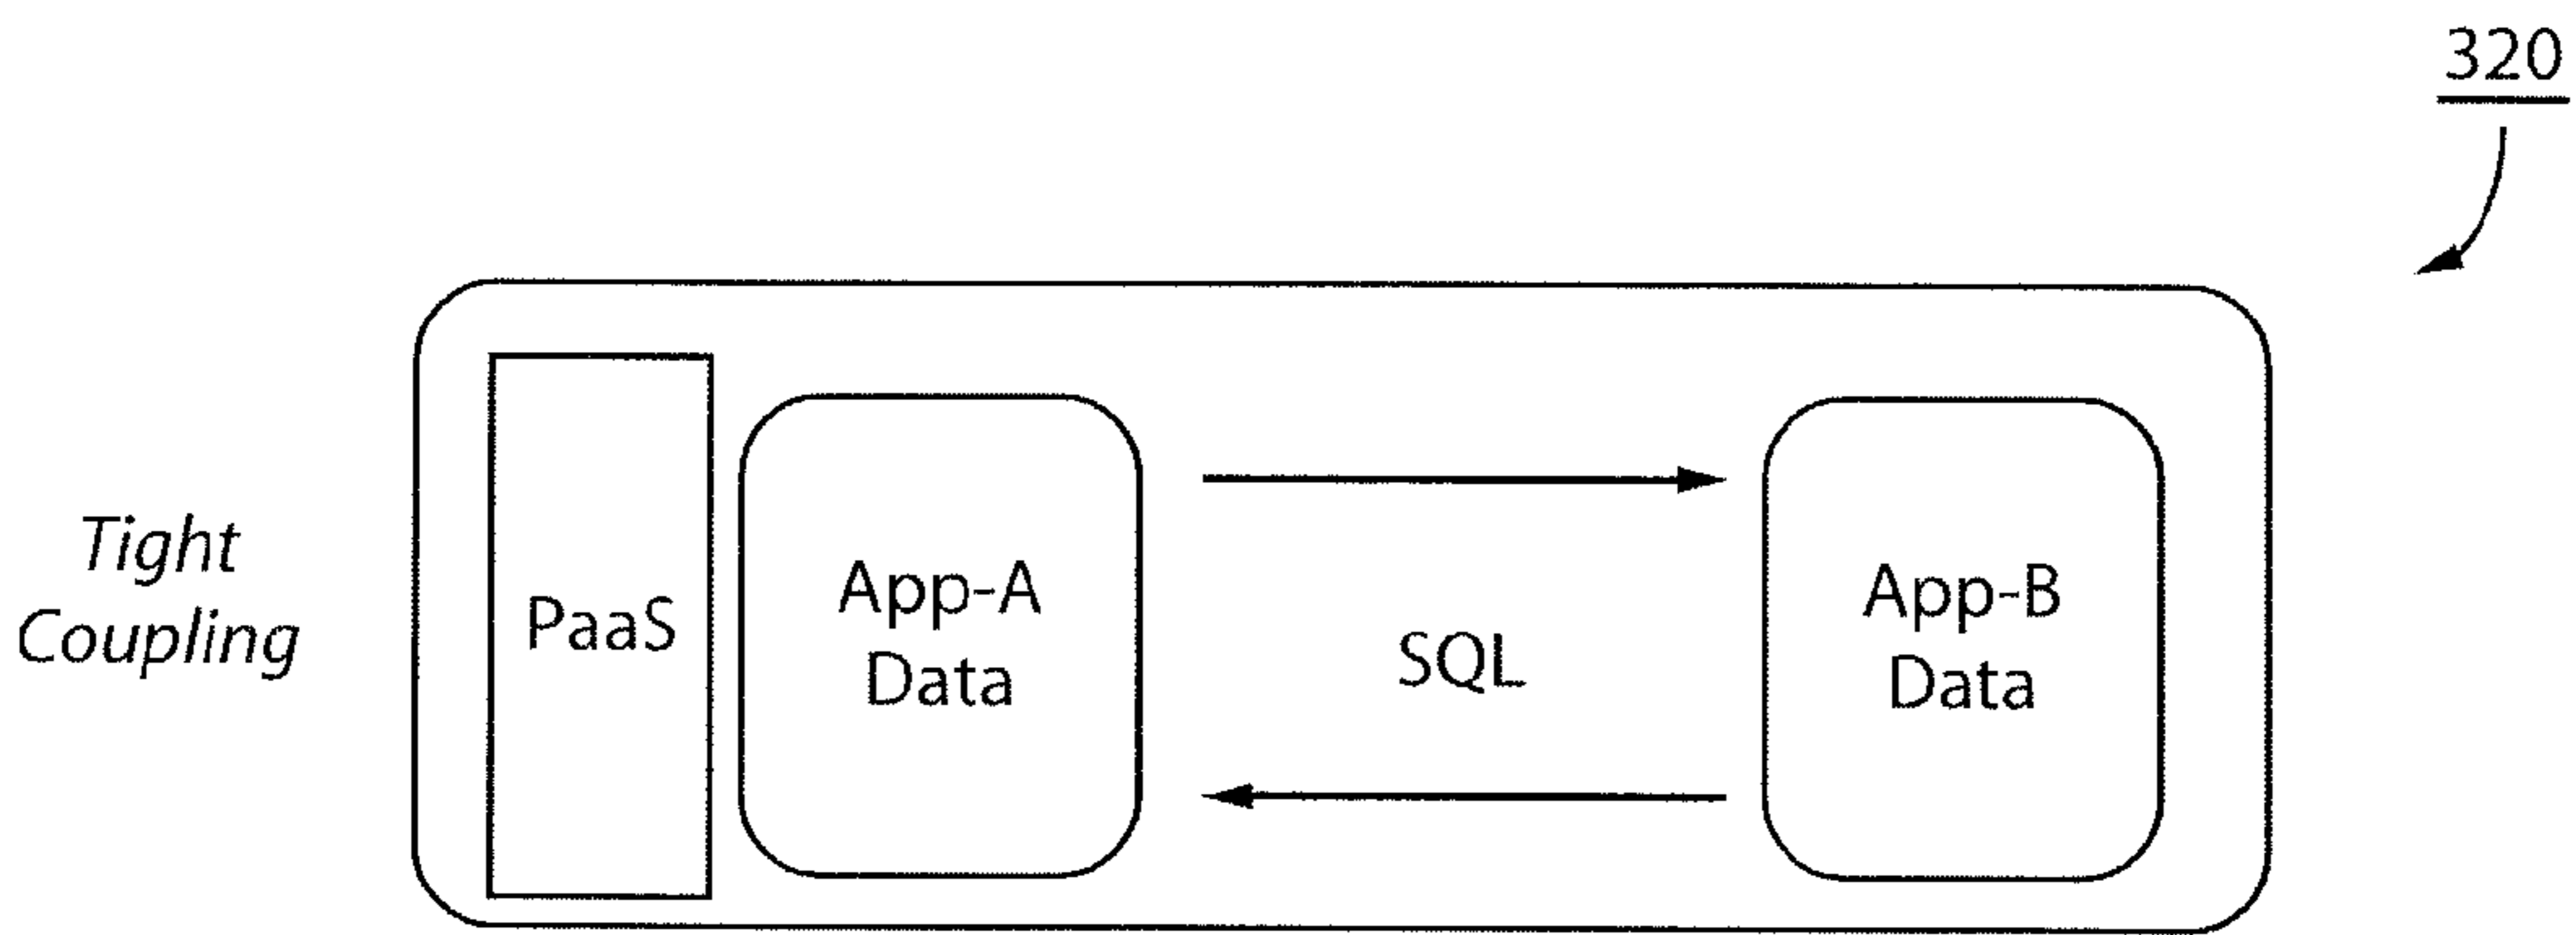 320
Tight
Coupling
PaaS
App-A
Data
SQL
App-B
Data